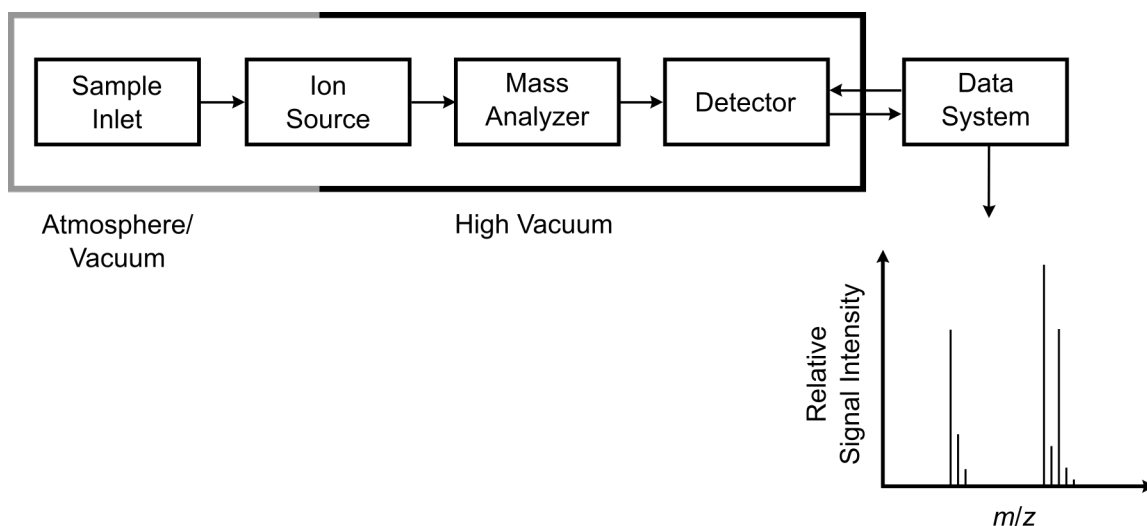 Sample
Inlet
Ion
Source
Mass
Analyzer
Detector
Data
System
Atmosphere/
Vacuum
High Vacuum
Relative
Signal Intensity
m/z